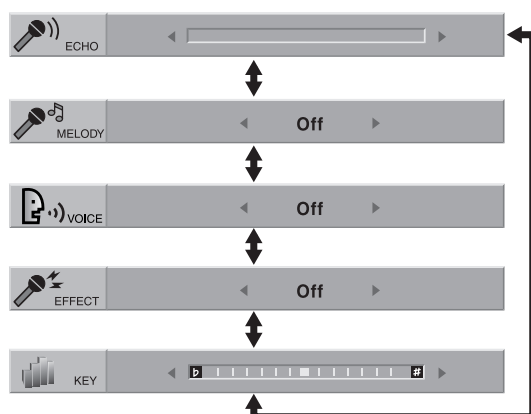 ECHO
MELODY Off
VOICE Off
EFFECT Off
KEY ♭ #